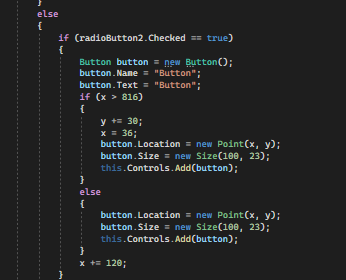 }
else
{
if (radioButton2.Checked == true)
{
Button button = new Button();
button.Name = "Button";
button.Text = "Button";
if (x > 816)
{
y += 30;
x = 36;
button.Location = new Point(x, y);
button.Size = new Size(100, 23);
this.Controls.Add(button);
}
else
{
button.Location = new Point(x, y);
button.Size = new Size(100, 23);
this.Controls.Add(button);
}
x += 120;
}